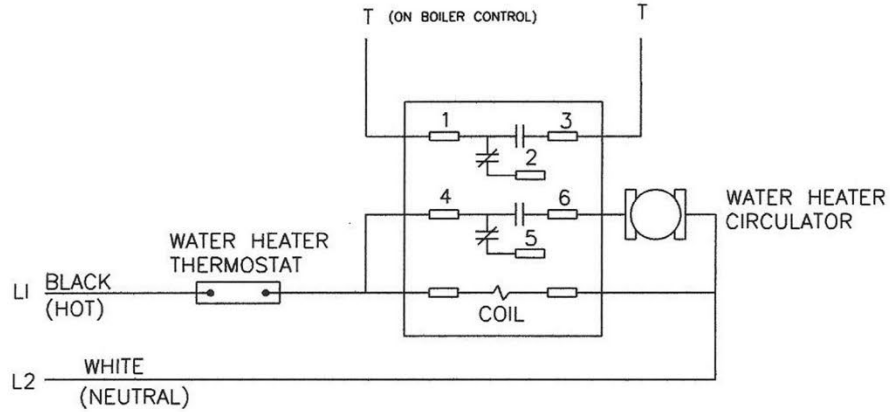 T (ON BOILER CONTROL)
T
1
3
2
4
6
5
WATER HEATER
CIRCULATOR
WATER HEATER
THERMOSTAT
L1
BLACK
(HOT)
COIL
L2
WHITE
(NEUTRAL)